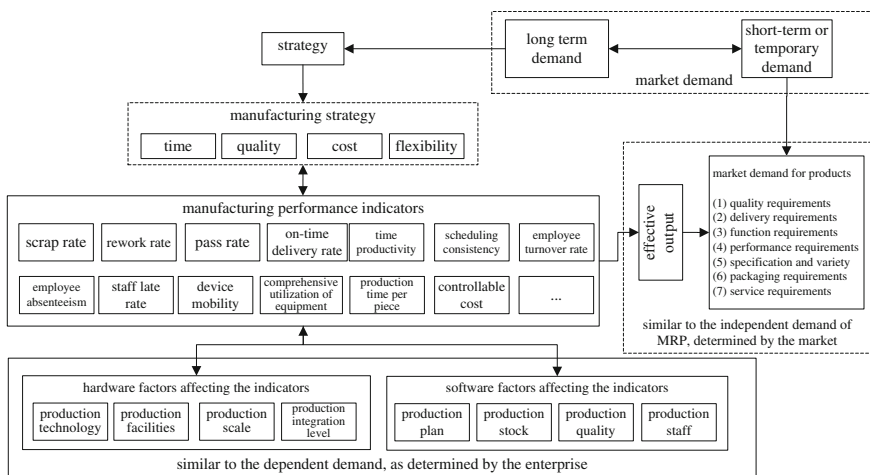 strategy
long term
demand
short-term or
temporary
demand
market demand
manufacturing strategy
time
quality
cost
flexibility
manufacturing performance indicators
scrap rate
rework rate
pass rate
on-time
delivery rate
time
productivity
scheduling
consistency
employee
turnover rate
employee
absenteeism
staff late
rate
device
mobility
comprehensive
utilization of
equipment
production
time per
piece
controllable
cost
...
effective
output
market demand for products
(1) quality requirements
(2) delivery requirements
(3) function requirements
(4) performance requirements
(5) specification and variety
(6) packaging requirements
(7) service requirements
similar to the independent demand of
MRP, determined by the market
hardware factors affecting the indicators
production
technology
production
facilities
production
scale
production
integration
level
software factors affecting the indicators
production
plan
production
stock
production
quality
production
staff
similar to the dependent demand, as determined by the enterprise